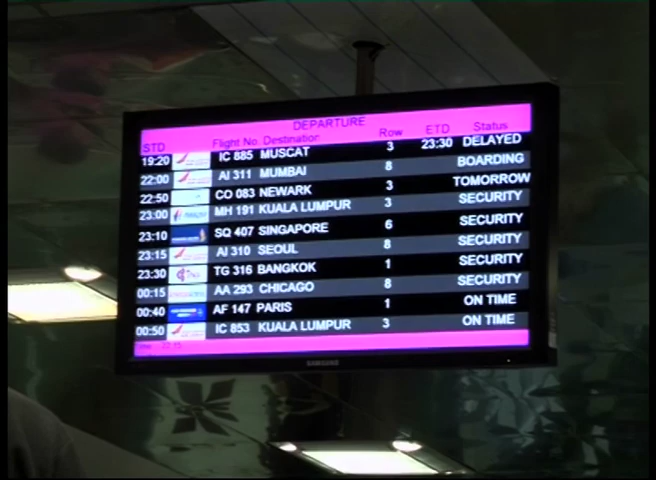 DEPARTURE
STD Flight No. Destination Row ETD Status
19:20 IC 885 MUSCAT 3 23:30 DELAYED
22:00 AI 311 MUMBAI 8 BOARDING
22:50 CO 083 NEWARK 3 TOMORROW
23:00 MH 191 KUALA LUMPUR 3 SECURITY
23:10 SQ 407 SINGAPORE 6 SECURITY
23:15 AI 310 SEOUL 8 SECURITY
23:30 TG 316 BANGKOK 1 SECURITY
00:15 AA 293 CHICAGO 8 SECURITY
00:40 AF 147 PARIS 1 ON TIME
00:50 IC 853 KUALA LUMPUR 3 ON TIME
SAMSUNG